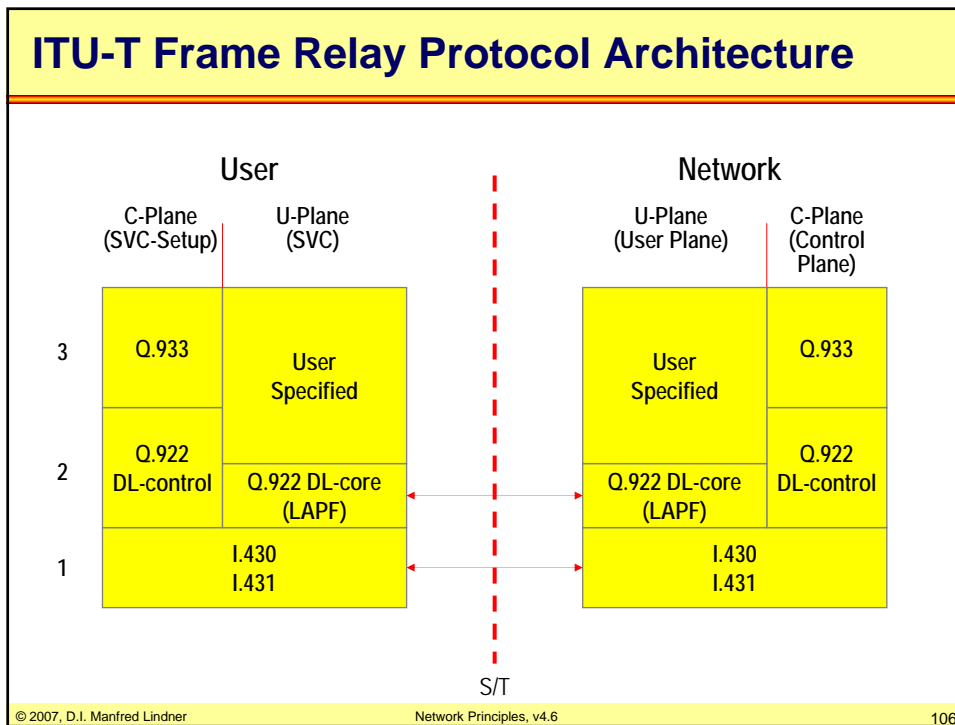 ITU-T Frame Relay Protocol Architecture
User
Network
C-Plane
(SVC-Setup)
U-Plane
(SVC)
U-Plane
(User Plane)
C-Plane
(Control
Plane)
3
Q.933
User
Specified
User
Specified
Q.933
2
Q.922
DL-control
Q.922 DL-core
(LAPF)
Q.922 DL-core
(LAPF)
Q.922
DL-control
1
I.430
I.431
I.430
I.431
S/T
© 2007, D.I. Manfred Lindner
Network Principles, v4.6
106